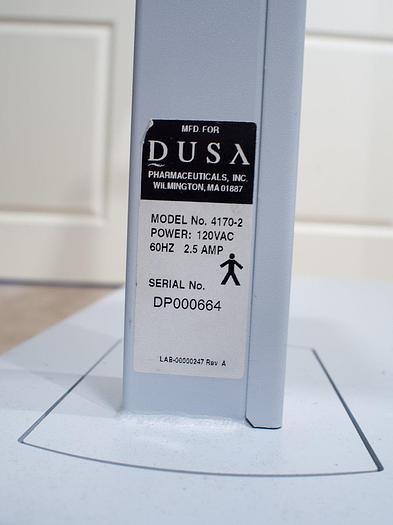 MFD. FOR
DUSA
PHARMACEUTICALS, INC.
WILMINGTON, MA 01887
MODEL No. 4170-2
POWER: 120VAC
60HZ 2.5 AMP
SERIAL No.
DP000664
LAB-00000247 Rev A